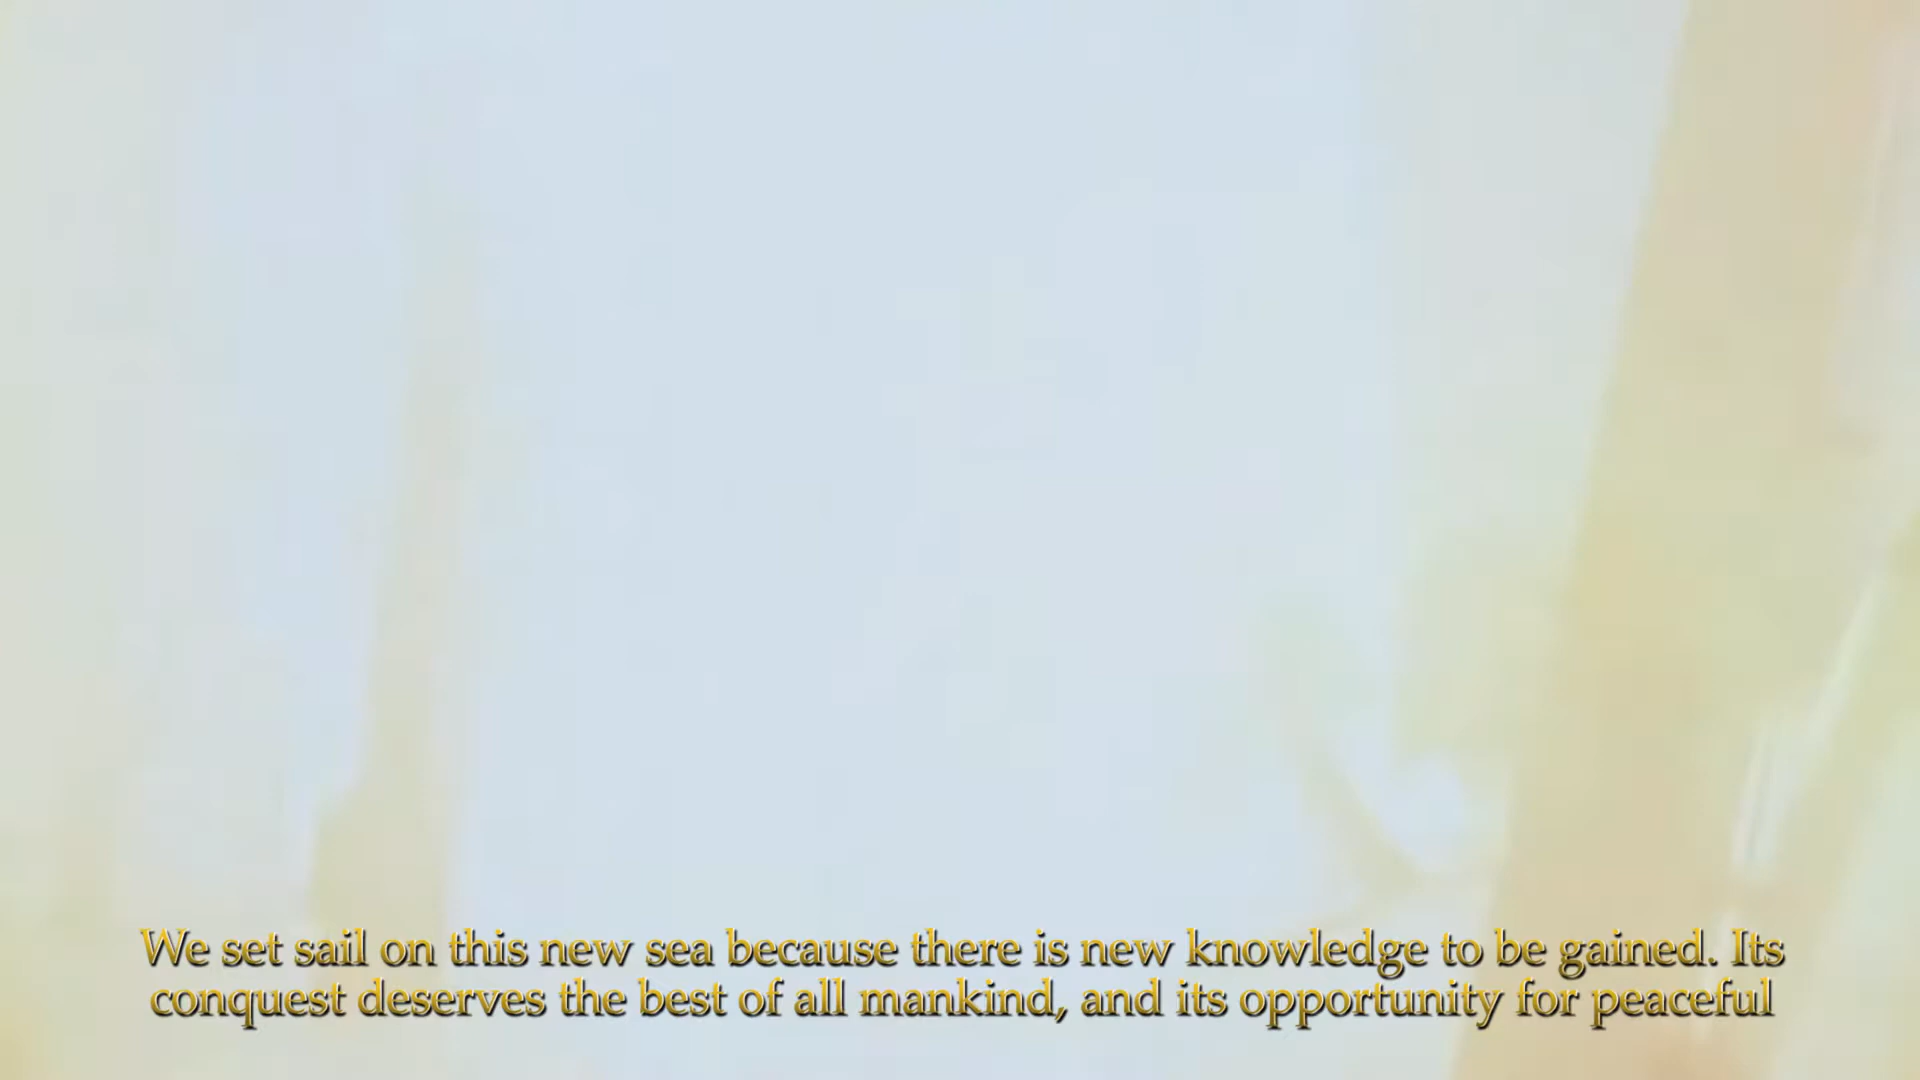 We set sail on this new sea because there is new knowledge to be gained. Its
conquest deserves the best of all mankind, and its opportunity for peaceful